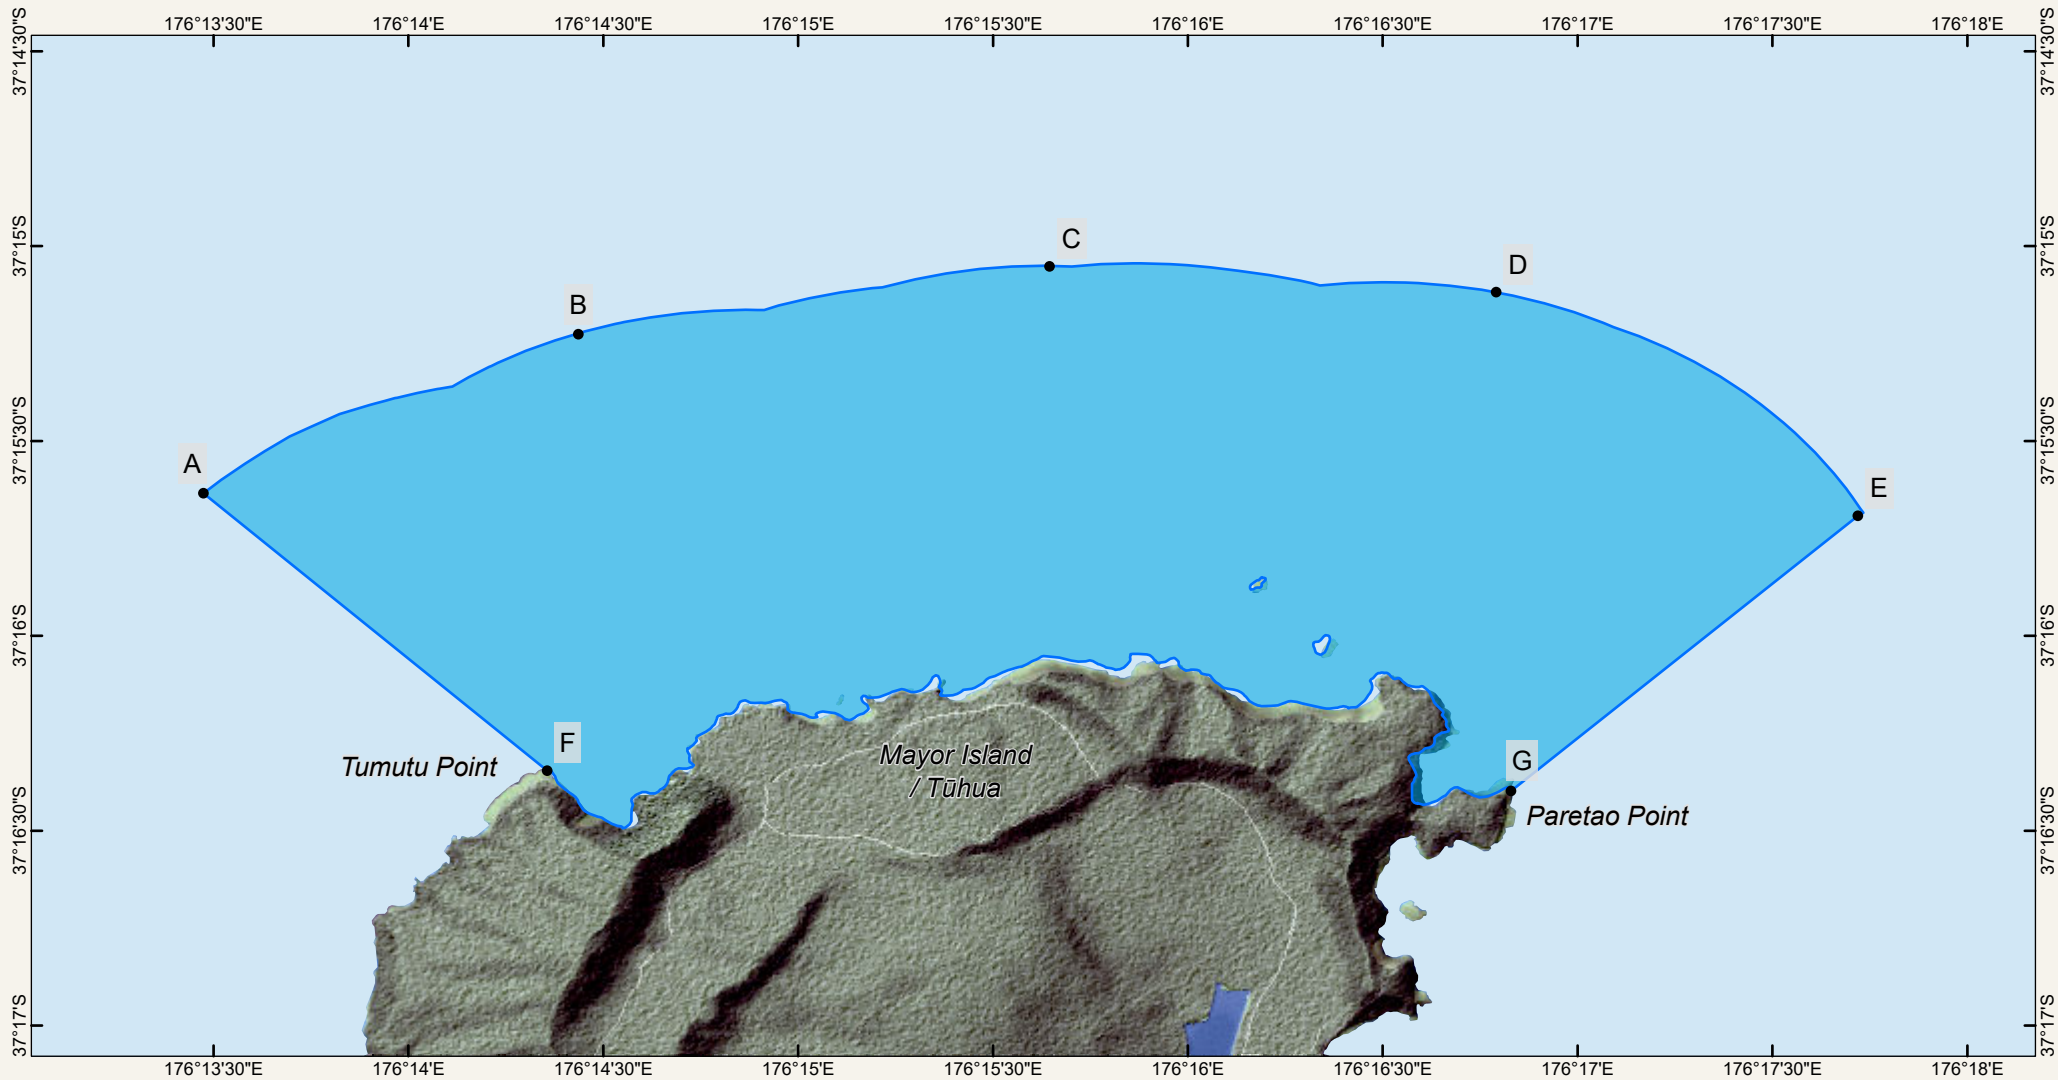 176°13'30"E 176°14'E 176°14'30"E 176°15'E 176°15'30"E 176°16'E 176°16'30"E 176°17'E 176°17'30"E 176°18'E
37°14'30"S 37°14'30"S
37°15'S 37°15'S
C
D
B
37°15'30"S 37°15'30"S
A
E
37°16'S 37°16'S
F
Tumutu Point
Mayor Island
/ Tūhua
G
Paretao Point
37°16'30"S 37°16'30"S
37°17'S 37°17'S
176°13'30"E 176°14'E 176°14'30"E 176°15'E 176°15'30"E 176°16'E 176°16'30"E 176°17'E 176°17'30"E 176°18'E